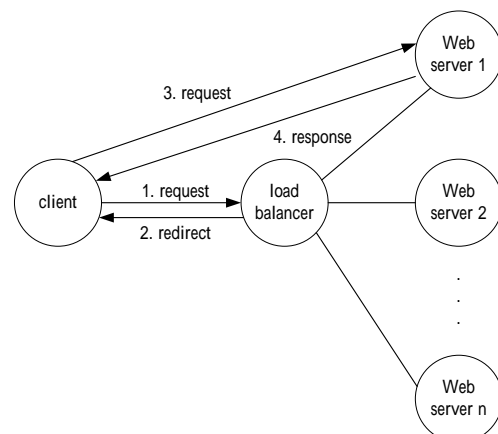 Web
server 1
3. request
4. response
client
1. request
2. redirect
load
balancer
Web
server 2
.
.
.
Web
server n